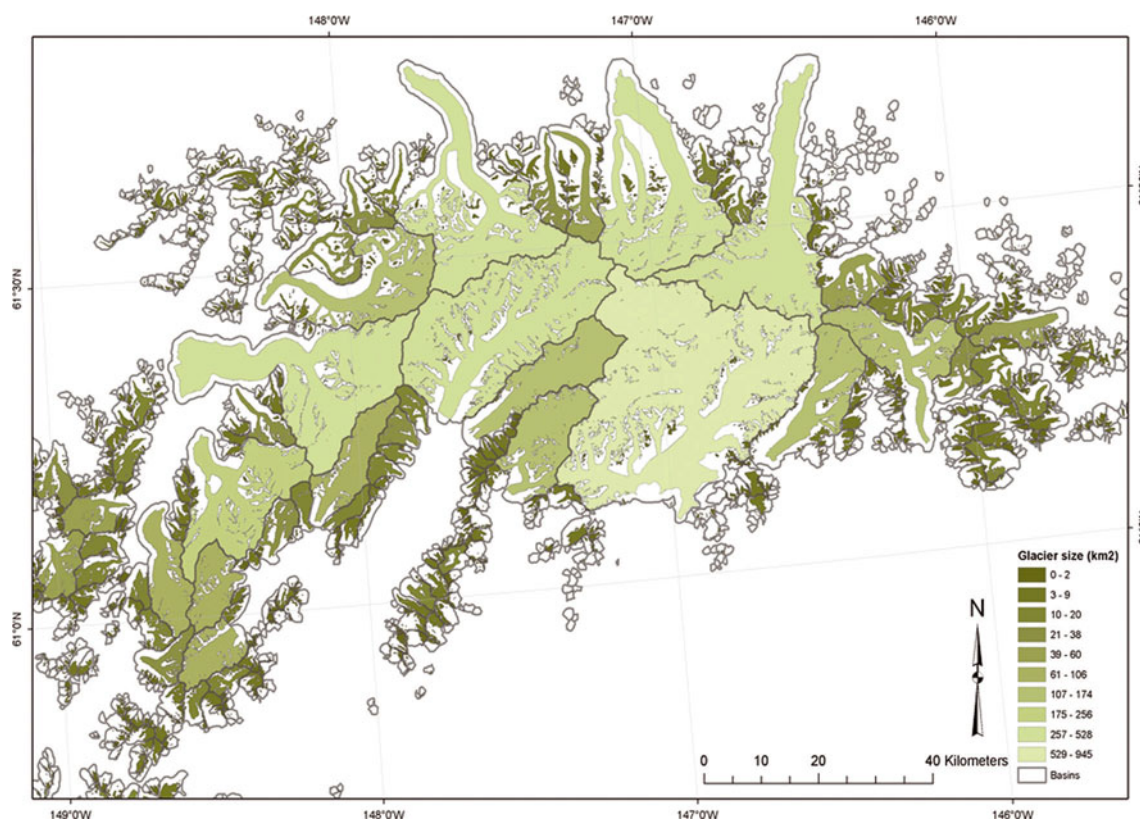 148°0'W 147°0'W 146°0'W
61°30'N
61°0'N
Glacier size (km2)
0 - 2
3 - 9
10 - 20
21 - 38
39 - 60
61 - 106
107 - 174
175 - 256
257 - 528
529 - 945
Basins
N
0 10 20 40 Kilometers
149°0'W 148°0'W 147°0'W 146°0'W